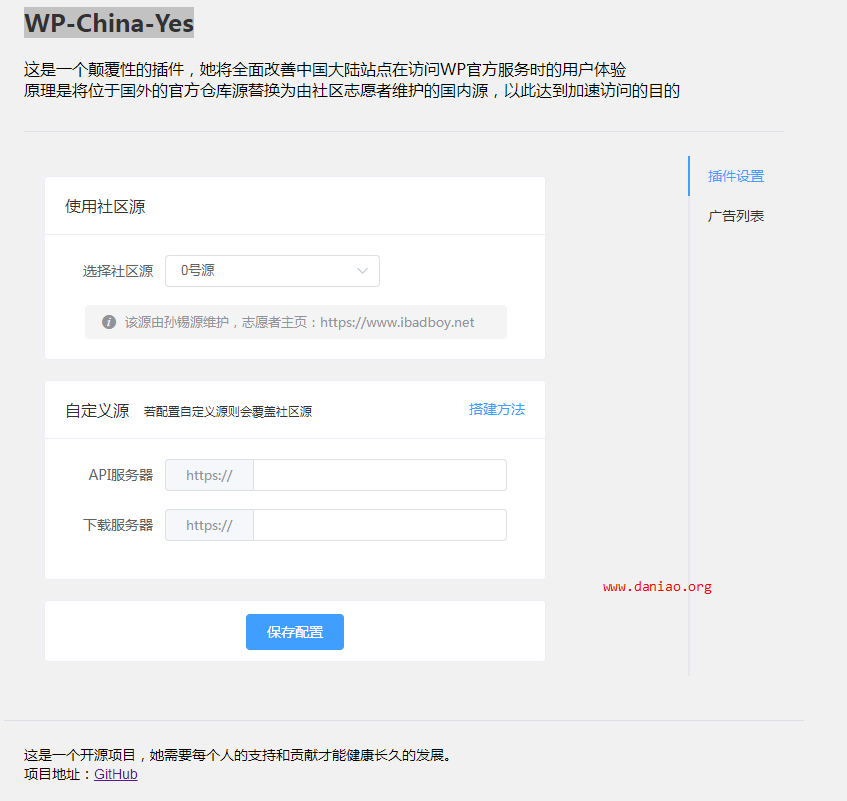 WP-China-Yes
这是一个颠覆性的插件，她将全面改善中国大陆站点在访问WP官方服务时的用户体验
原理是将位于国外的官方仓库源替换为由社区志愿者维护的国内源，以此达到加速访问的目的
插件设置
广告列表
使用社区源
选择社区源 0号源
该源由孙锡源维护，志愿者主页：https://www.ibadboy.net
自定义源 若配置自定义源则会覆盖社区源 搭建方法
API服务器 https://
下载服务器 https://
www.daniao.org
保存配置
这是一个开源项目，她需要每个人的支持和贡献才能健康长久的发展。
项目地址：GitHub